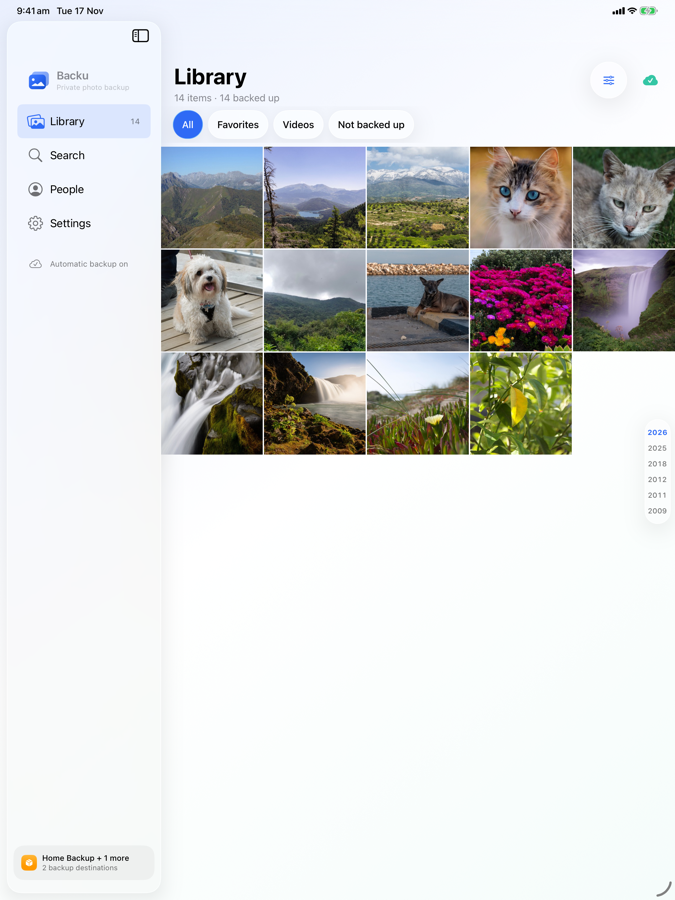 9:41 am Tue 17 Nov
Backu
Private photo backup
Library 14
Search
People
Settings
Automatic backup on
Home Backup + 1 more
2 backup destinations
Library
14 items · 14 backed up
All Favorites Videos Not backed up
2026
2025
2018
2012
2011
2009